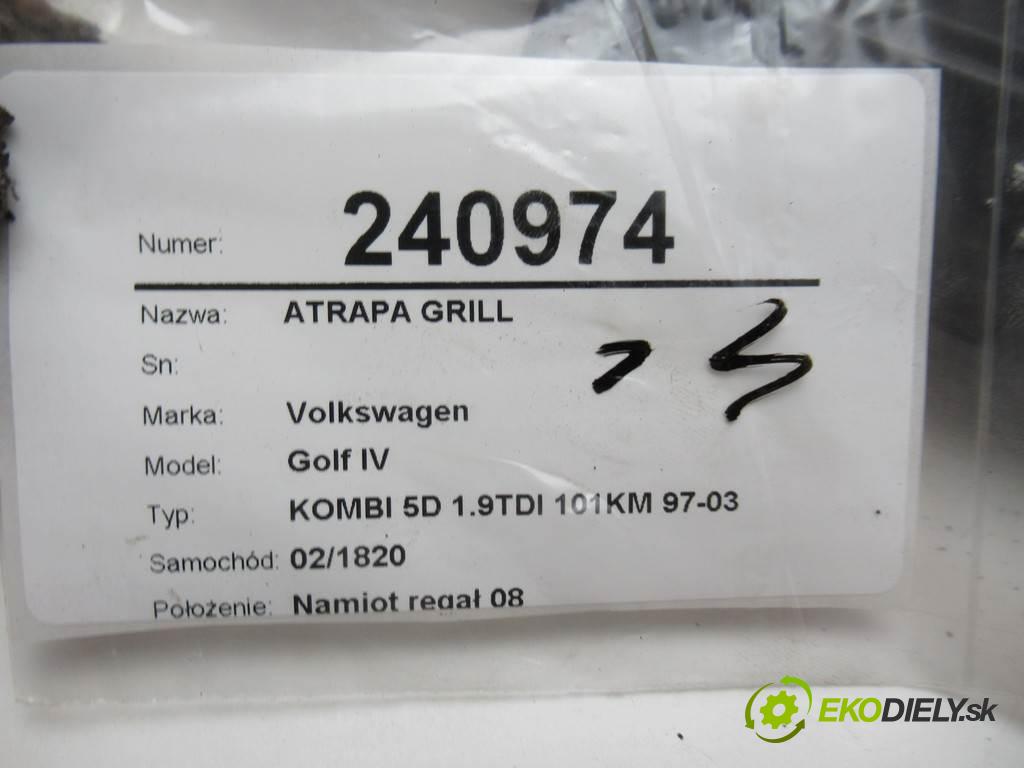 Numer: 240974
Nazwa: ATRAPA GRILL
Sn:
Marka: Volkswagen
Model: Golf IV
Typ: KOMBI 5D 1.9TDI 101KM 97-03
Samochód: 02/1820
Położenie: Namiot regał 08
EKODIELY.sk